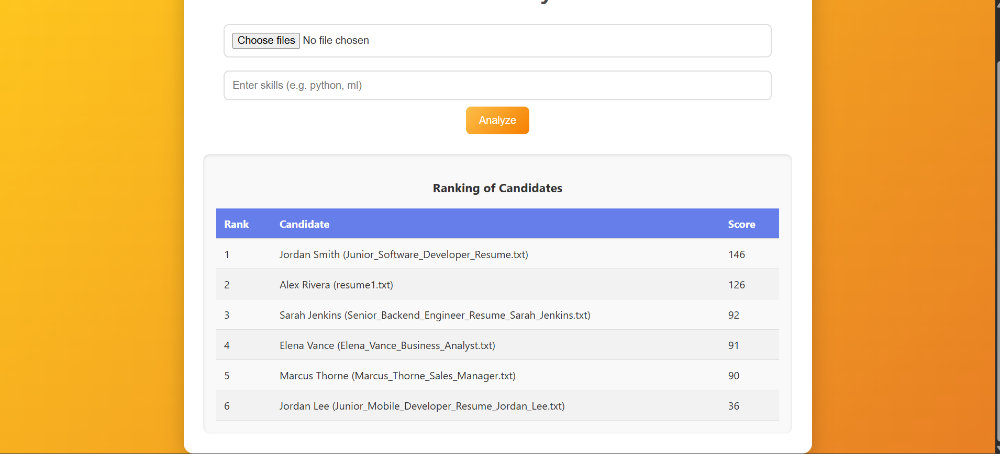 Choose files No file chosen
Enter skills (e.g. python, ml)
Analyze
Ranking of Candidates
Rank Candidate Score
1 Jordan Smith (Junior_Software_Developer_Resume.txt) 146
2 Alex Rivera (resume1.txt) 126
3 Sarah Jenkins (Senior_Backend_Engineer_Resume_Sarah_Jenkins.txt) 92
4 Elena Vance (Elena_Vance_Business_Analyst.txt) 91
5 Marcus Thorne (Marcus_Thorne_Sales_Manager.txt) 90
6 Jordan Lee (Junior_Mobile_Developer_Resume_Jordan_Lee.txt) 36